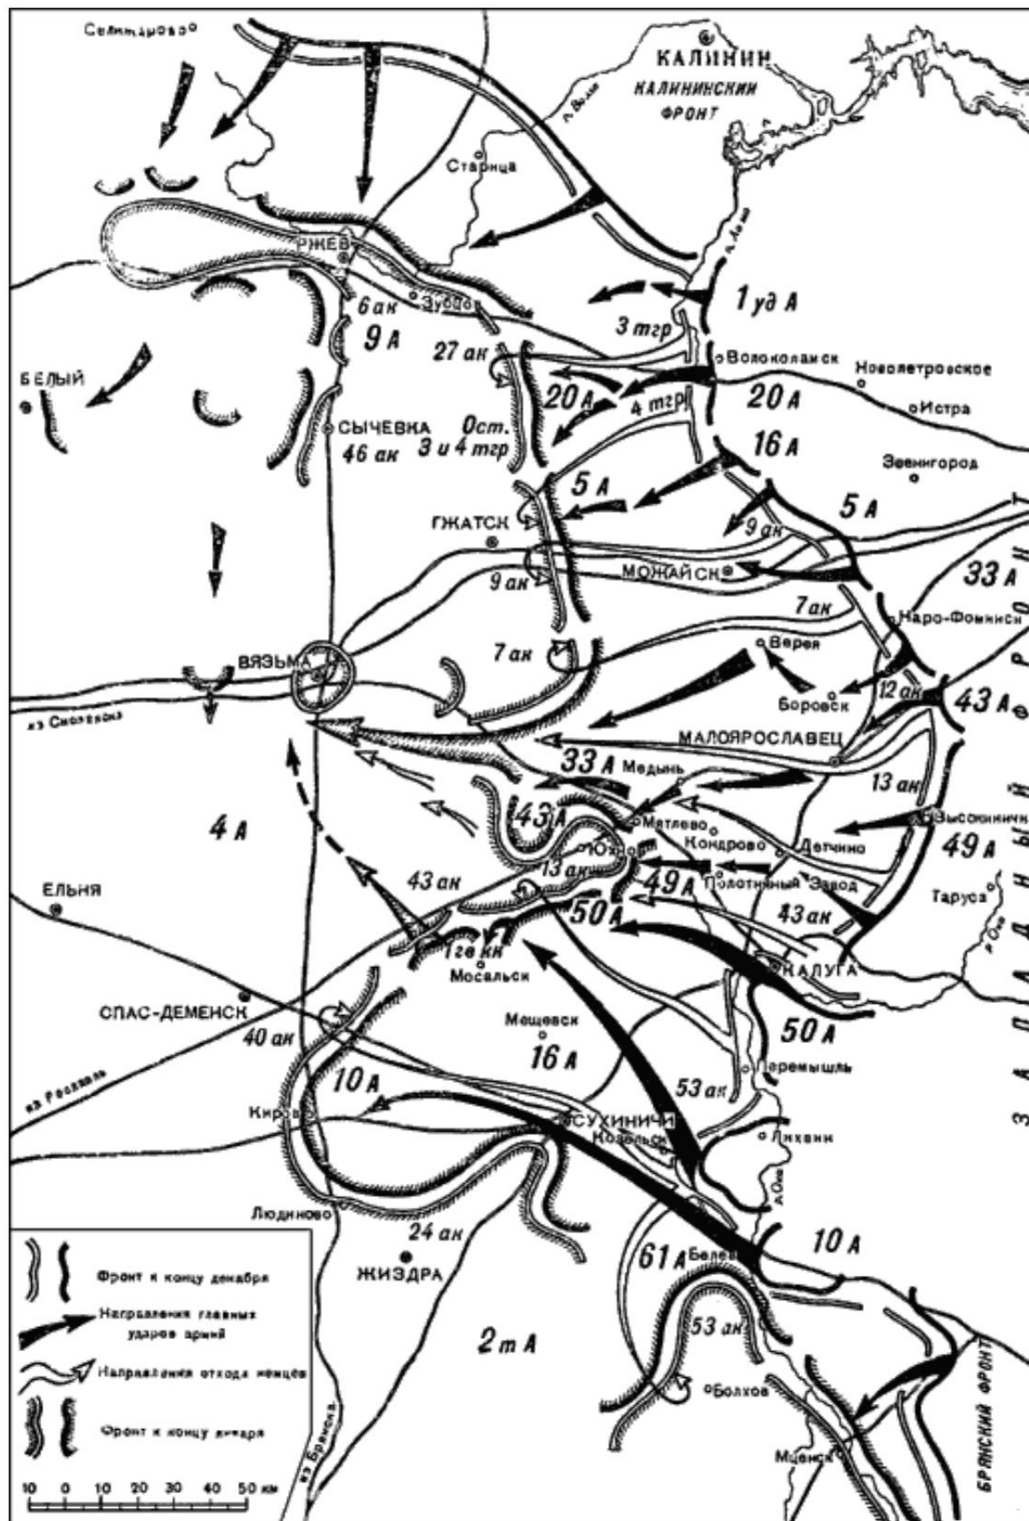 Селижарово
КАЛИНИН
КАЛИНИНСКИЙ
ФРОНТ
р. Волга
Старица
р. Лама
РЖЕВ
Зубцов
6 ак
9 А
27 ак
3 тгр
1 уд А
Волоколамск
Новопетровское
Истра
20 А
20 А
4 тгр
БЕЛЫЙ
СЫЧЕВКА
46 ак
Ост.
3 и 4 тгр
16 А
Звенигород
5 А
5 А
ГЖАТСК
9 ак
9 ак
МОЖАЙСК
33 А
7 ак
Наро-Фоминск
7 ак
Верея
ВЯЗЬМА
Боровск
12 ак
43 А
из Смоленска
МАЛОЯРОСЛАВЕЦ
33 А
Медынь
13 ак
43 А
Мятлево
Высокиничи
4 А
Юхнов
Кондрово
Детчино
13 ак
49 А
49 А
Полотняный Завод
Таруса
ЕЛЬНЯ
43 ак
50 А
43 ак
р. Ока
1 гв кк
Мосальск
КАЛУГА
СПАС-ДЕМЕНСК
40 ак
Мещевск
16 А
50 А
10 А
Перемышль
из Рославль
53 ак
Киров
СУХИНИЧИ
Козельск
Лихвин
р. Ока
Людиново
24 ак
ЖИЗДРА
61 А
Белев
10 А
2 т А
53 ак
Болхов
Мценск
из Брянска
БРЯНСКИЙ ФРОНТ
ЗАПАДНЫЙ ФРОНТ
Фронт к концу декабря
Направления главных
ударов армий
Направления отхода немцев
Фронт к концу января
10 0 10 20 30 40 50 км